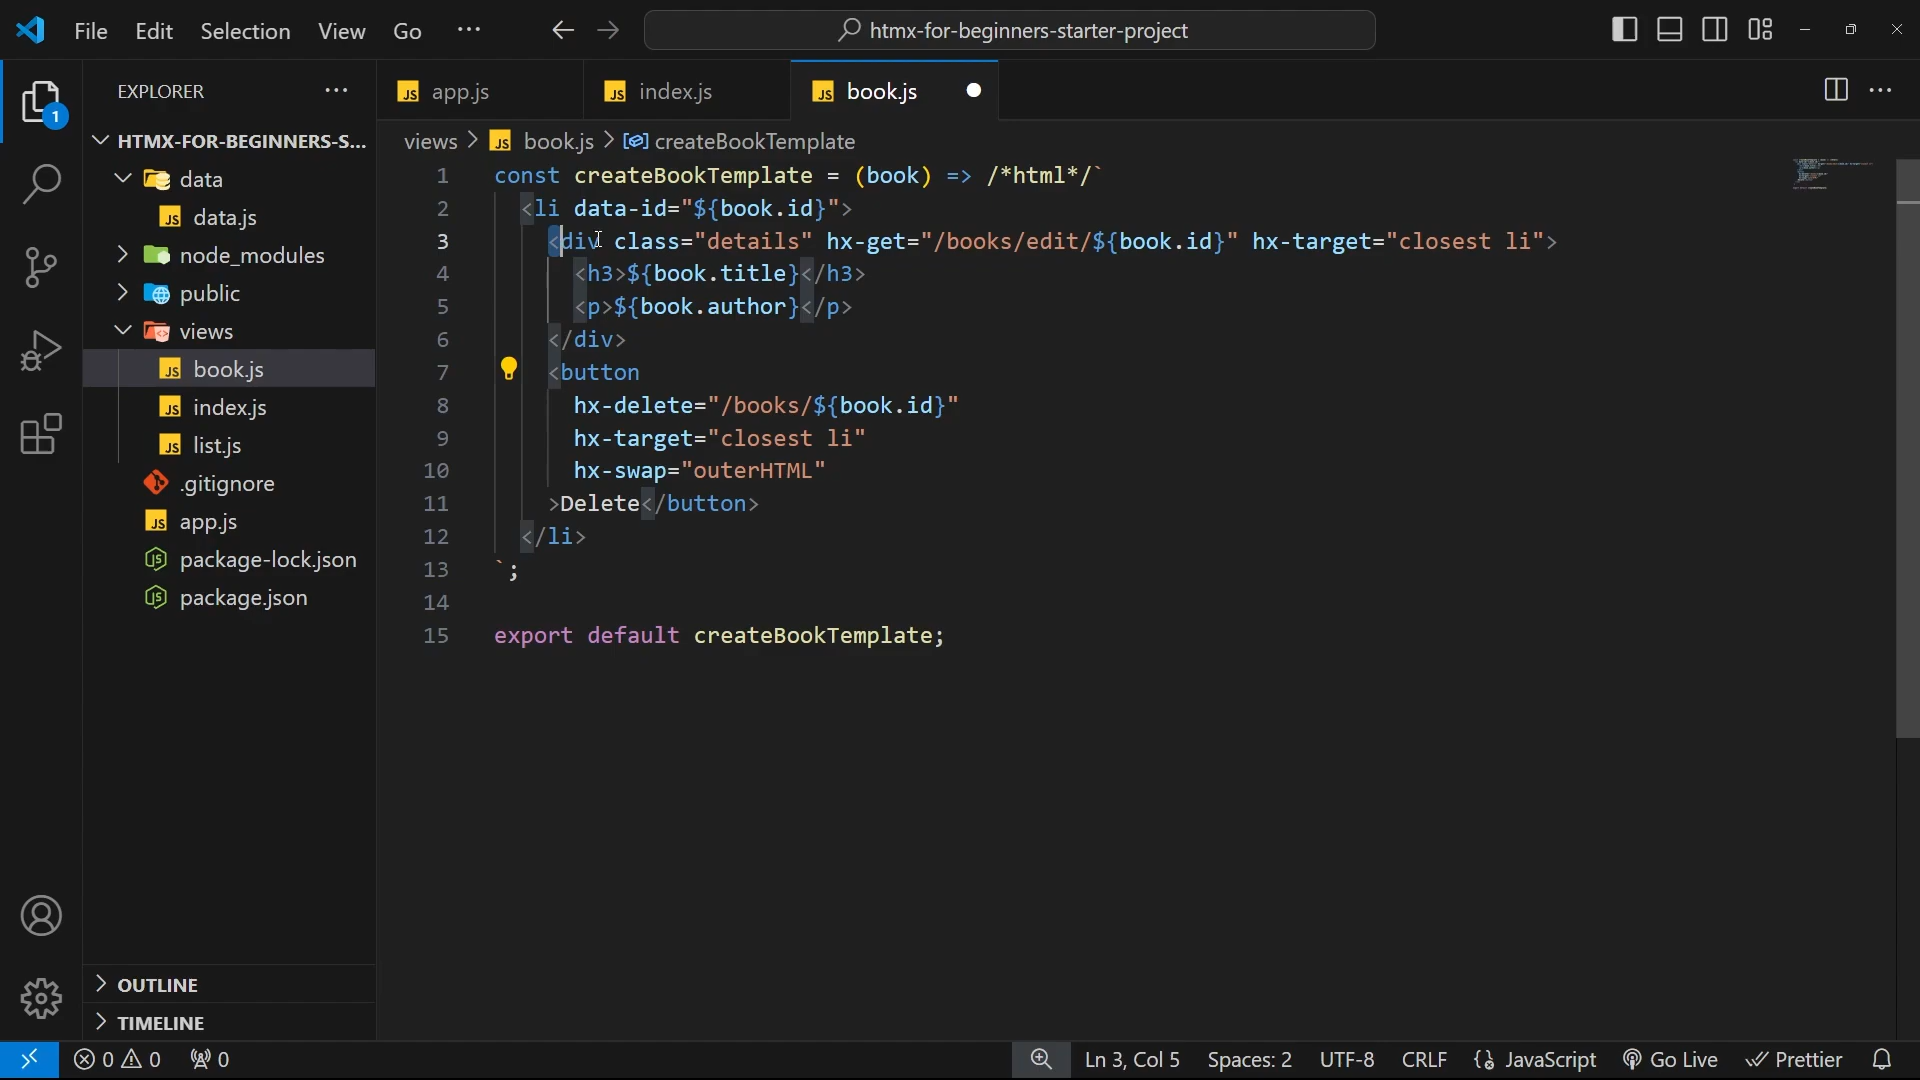 File Edit Selection View Go ··· htmx-for-beginners-starter-project
EXPLORER ···
HTMX-FOR-BEGINNERS-S...
data
data.js
node_modules
public
views
book.js
index.js
list.js
.gitignore
app.js
package-lock.json
package.json
OUTLINE
TIMELINE
1
JS app.js JS index.js JS book.js
views > JS book.js > createBookTemplate
1 const createBookTemplate = (book) => /*html*/`
2 <li data-id="${book.id}">
3 <div class="details" hx-get="/books/edit/${book.id}" hx-target="closest li">
4 <h3>${book.title}</h3>
5 <p>${book.author}</p>
6 </div>
7 <button
8 hx-delete="/books/${book.id}"
9 hx-target="closest li"
10 hx-swap="outerHTML"
11 >Delete</button>
12 </li>
13 `;
14
15 export default createBookTemplate;
0 0 0 Ln 3, Col 5 Spaces: 2 UTF-8 CRLF JavaScript Go Live Prettier